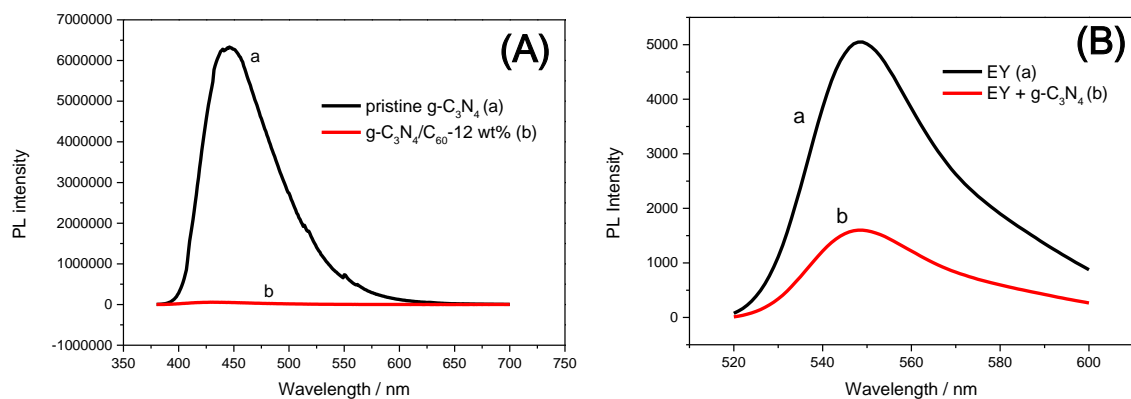 (A)
7000000
6000000
5000000
4000000
3000000
2000000
1000000
0
-1000000
PL intensity
a
pristine g-C₃N₄ (a)
g-C₃N₄/C₆₀-12 wt% (b)
b
350 400 450 500 550 600 650 700 750
Wavelength / nm
(B)
5000
4000
3000
2000
1000
0
PL Intensity
EY (a)
EY + g-C₃N₄ (b)
a
b
520 540 560 580 600
Wavelength / nm